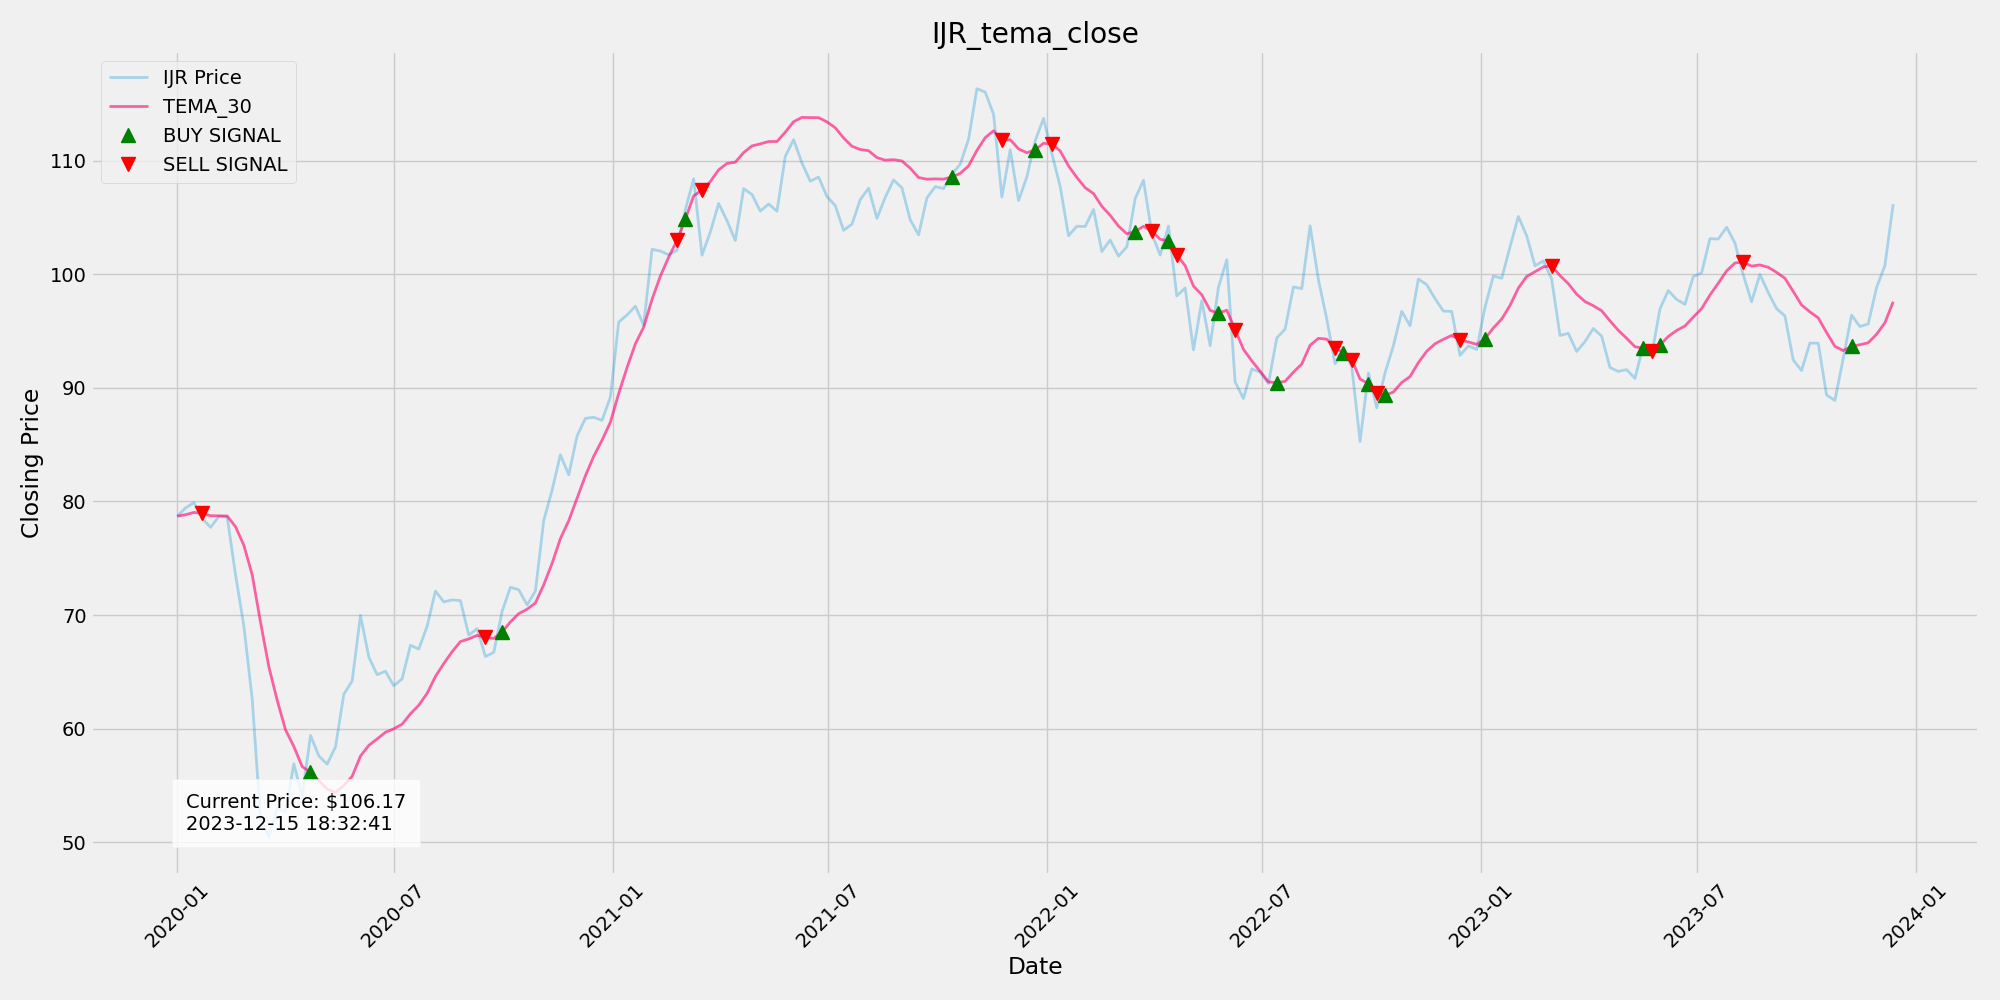 IJR_tema_close
IJR Price
TEMA_30
BUY SIGNAL
SELL SIGNAL
Closing Price
110
100
90
80
70
60
50
Current Price: $106.17
2023-12-15 18:32:41
2020-01
2020-07
2021-01
2021-07
2022-01
2022-07
2023-01
2023-07
2024-01
Date